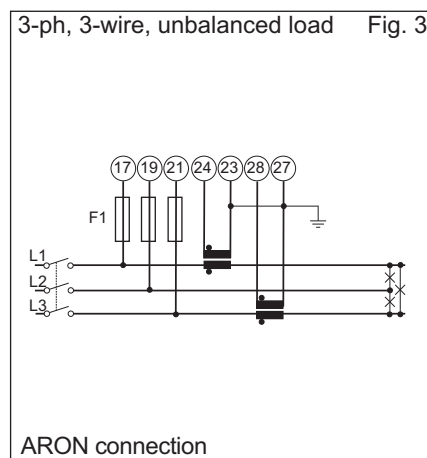 3-ph, 3-wire, unbalanced load Fig. 3
17 19 21 24 23 28 27
F1
L1
L2
L3
ARON connection